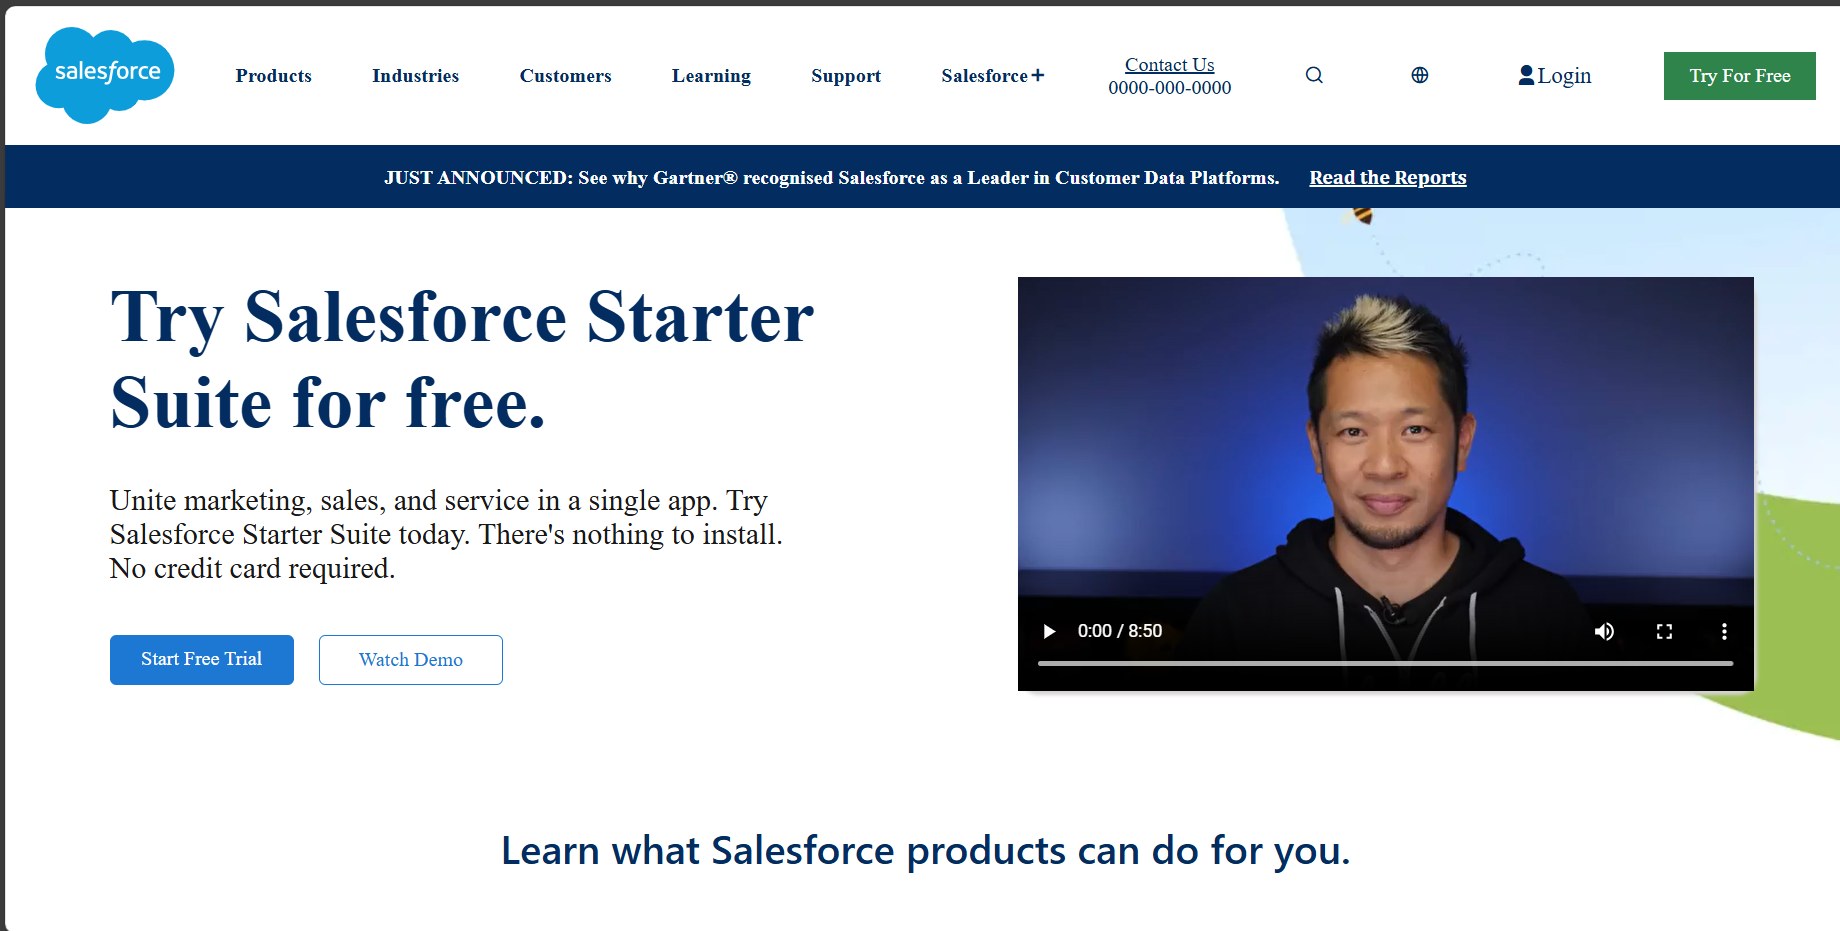 salesforce
Products
Industries
Customers
Learning
Support
Salesforce+
Contact Us
0000-000-0000
Login
Try For Free
JUST ANNOUNCED: See why Gartner® recognised Salesforce as a Leader in Customer Data Platforms.
Read the Reports
Try Salesforce Starter
Suite for free.
Unite marketing, sales, and service in a single app. Try
Salesforce Starter Suite today. There's nothing to install.
No credit card required.
Start Free Trial
Watch Demo
0:00 / 8:50
Learn what Salesforce products can do for you.